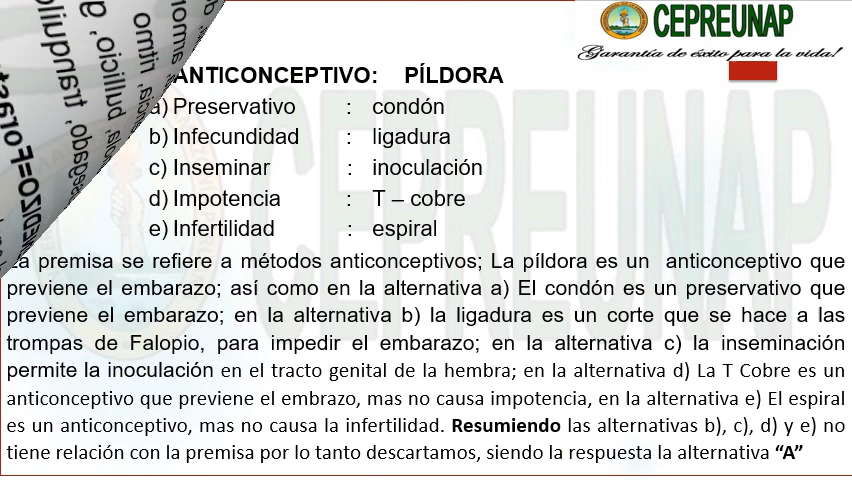 CEPREUNAP
Garantía de éxito para la vida!
ANTICONCEPTIVO: PÍLDORA
a) Preservativo : condón
b) Infecundidad : ligadura
c) Inseminar : inoculación
d) Impotencia : T – cobre
e) Infertilidad : espiral
La premisa se refiere a métodos anticonceptivos; La píldora es un anticonceptivo que
previene el embarazo; así como en la alternativa a) El condón es un preservativo que
previene el embarazo; en la alternativa b) la ligadura es un corte que se hace a las
trompas de Falopio, para impedir el embarazo; en la alternativa c) la inseminación
permite la inoculación en el tracto genital de la hembra; en la alternativa d) La T Cobre es un
anticonceptivo que previene el embrazo, mas no causa impotencia, en la alternativa e) El espiral
es un anticonceptivo, mas no causa la infertilidad. Resumiendo las alternativas b), c), d) y e) no
tiene relación con la premisa por lo tanto descartamos, siendo la respuesta la alternativa “A”
CEPREUNAP